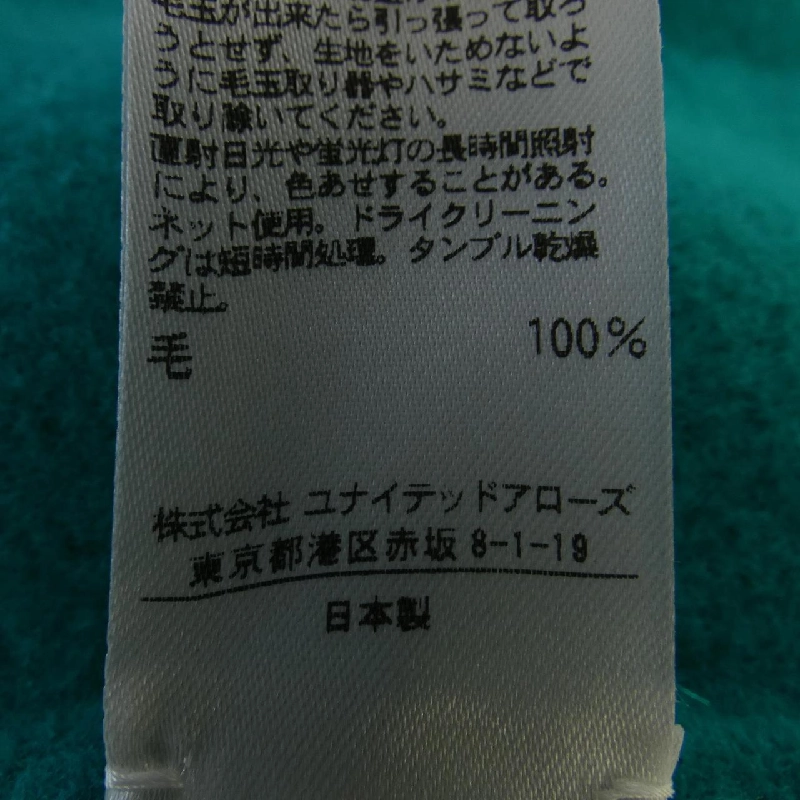 毛玉が出来たら引っ張って取ろ
うとせず、生地をいためないよ
うに毛玉取り器やハサミなどで
取り除いてください。
直射日光や蛍光灯の長時間照射
により、色あせすることがある。
ネット使用。ドライクリーニン
グは短時間処理。タンブル乾燥
禁止。
毛 100%
株式会社 ユナイテッドアローズ
東京都港区赤坂 8-1-19
日本製